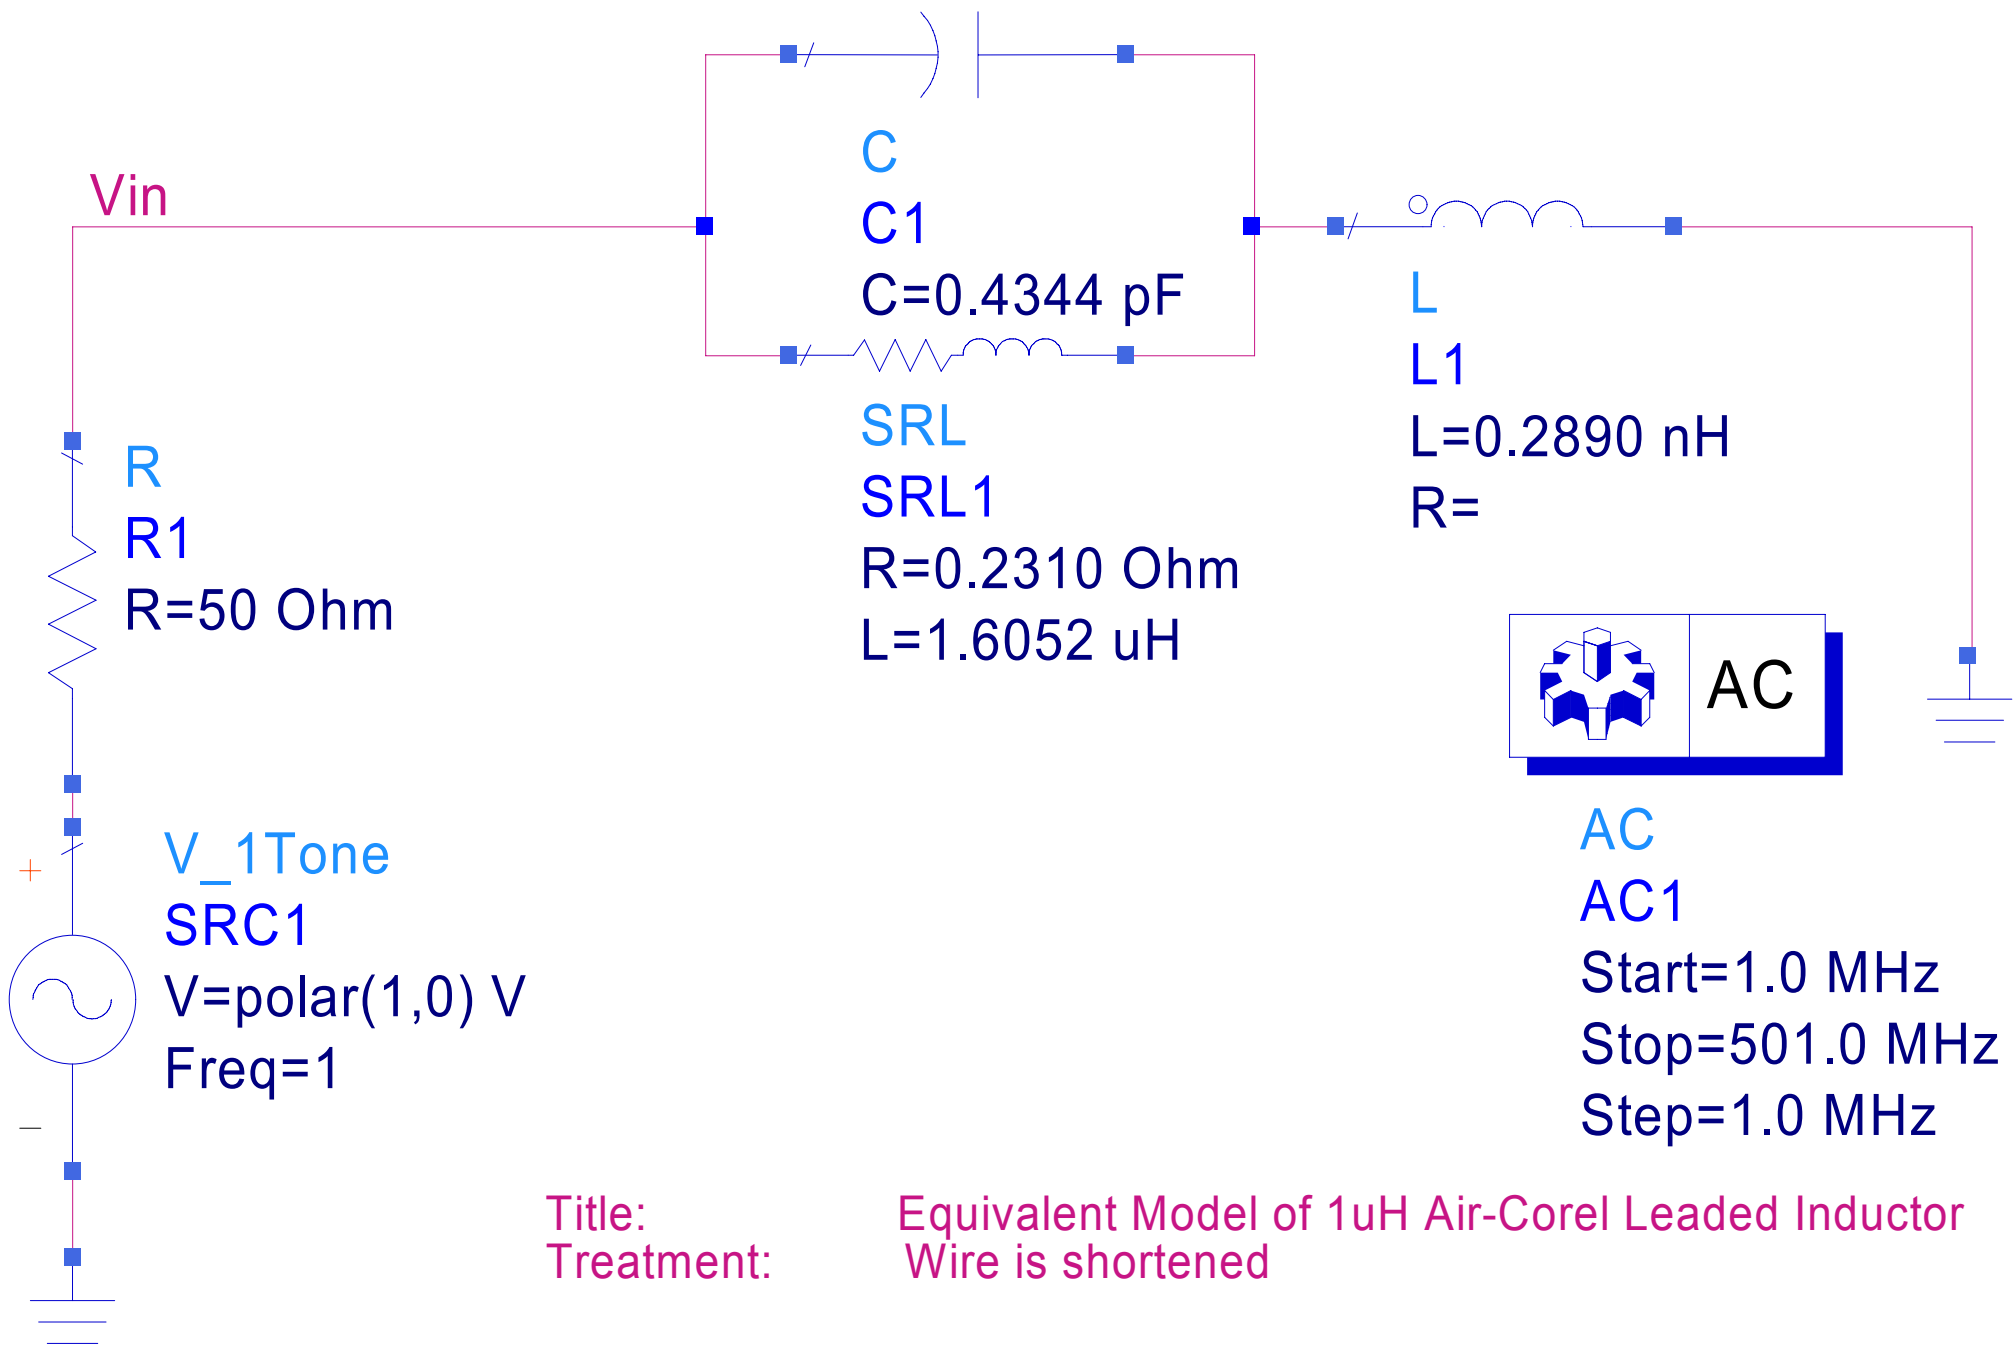 Vin
C
C1
C=0.4344 pF
SRL
SRL1
R=0.2310 Ohm
L=1.6052 uH
L
L1
L=0.2890 nH
R=
R
R1
R=50 Ohm
AC
V_1Tone
SRC1
V=polar(1,0) V
Freq=1
+
−
AC
AC1
Start=1.0 MHz
Stop=501.0 MHz
Step=1.0 MHz
Title: Equivalent Model of 1uH Air-Corel Leaded Inductor
Treatment: Wire is shortened